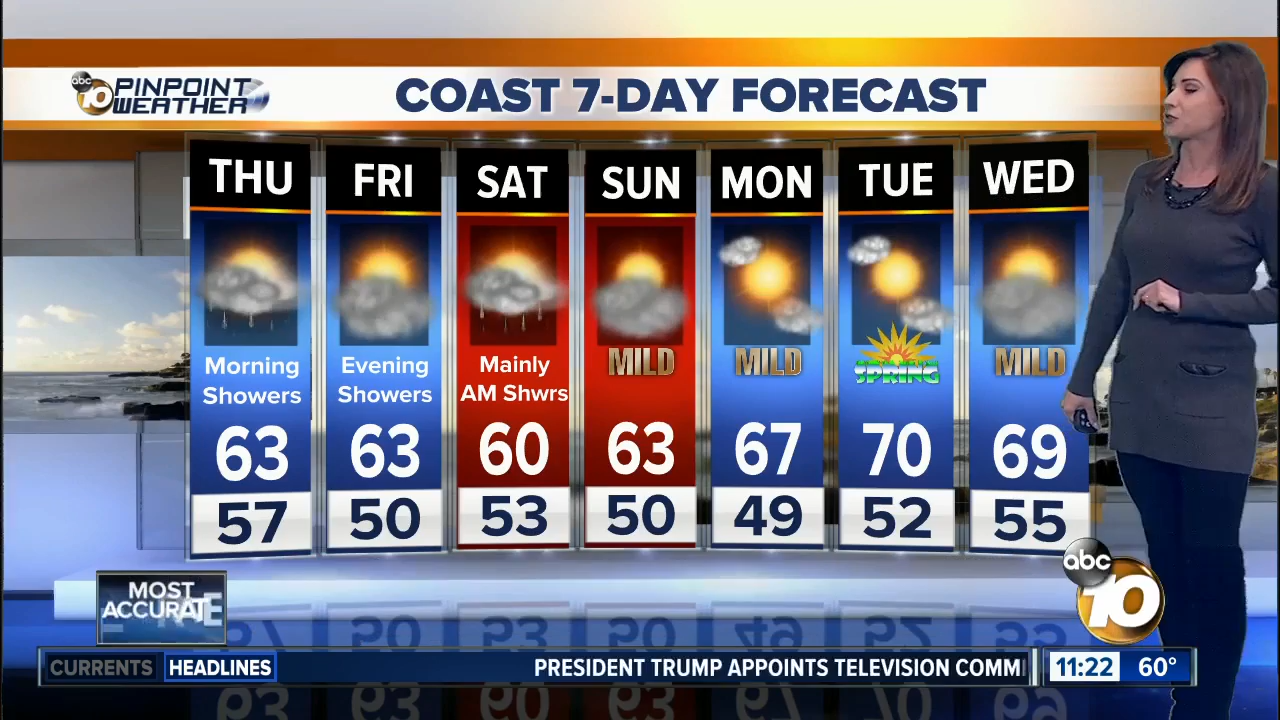 abc 10 PINPOINT
WEATHER
COAST 7-DAY FORECAST
THU
Morning
Showers
63
57
FRI
Evening
Showers
63
50
SAT
Mainly
AM Shwrs
60
53
SUN
MILD
63
50
MON
MILD
67
49
TUE
SPRING
70
52
WED
MILD
69
55
abc
10
MOST
ACCURAT
CURRENTS HEADLINES PRESIDENT TRUMP APPOINTS TELEVISION COMMI 11:22 60°